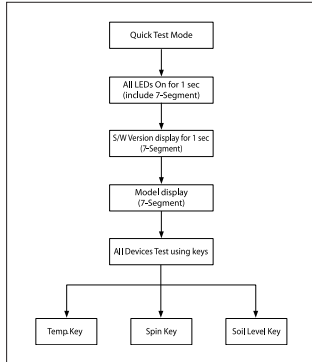 Quick Test Mode
All LEDs On for 1 sec
(include 7-Segment)
S/W Version display for 1 sec
(7-Segment)
Model display
(7-Segment)
All Devices Test using keys
Temp. Key
Spin Key
Soil Level Key